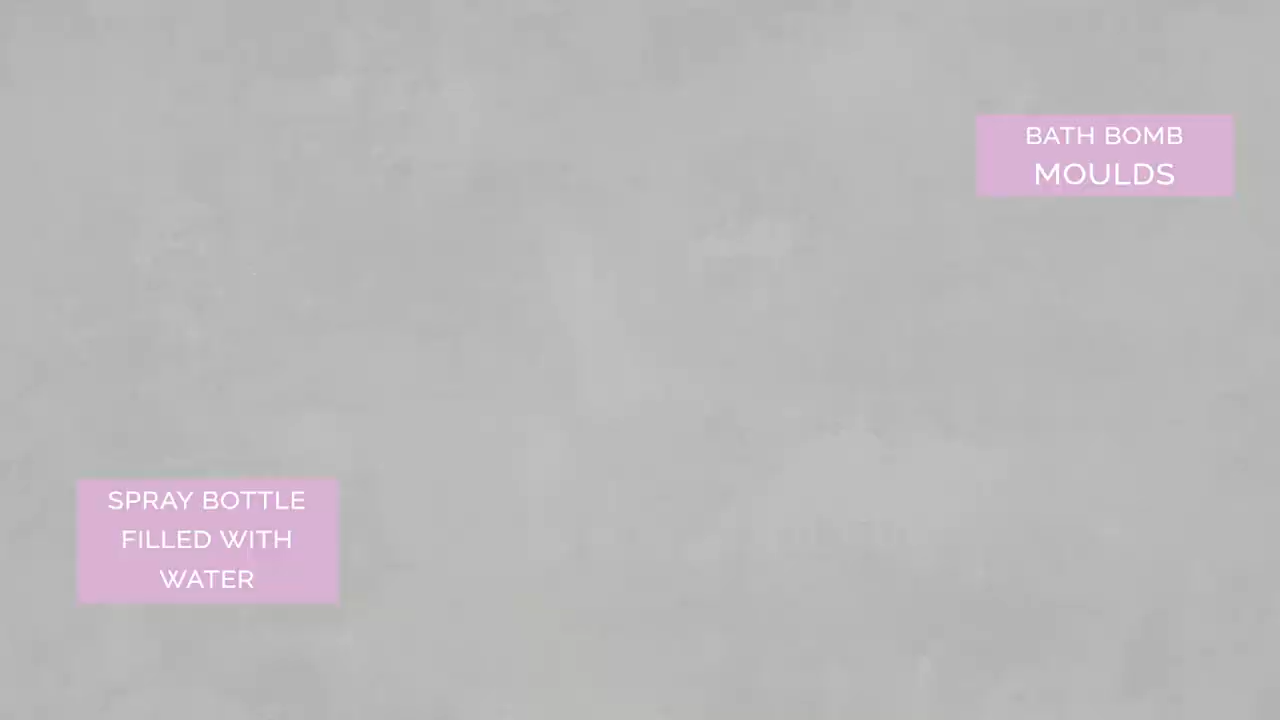 BATH BOMB
MOULDS
SPRAY BOTTLE
FILLED WITH
WATER